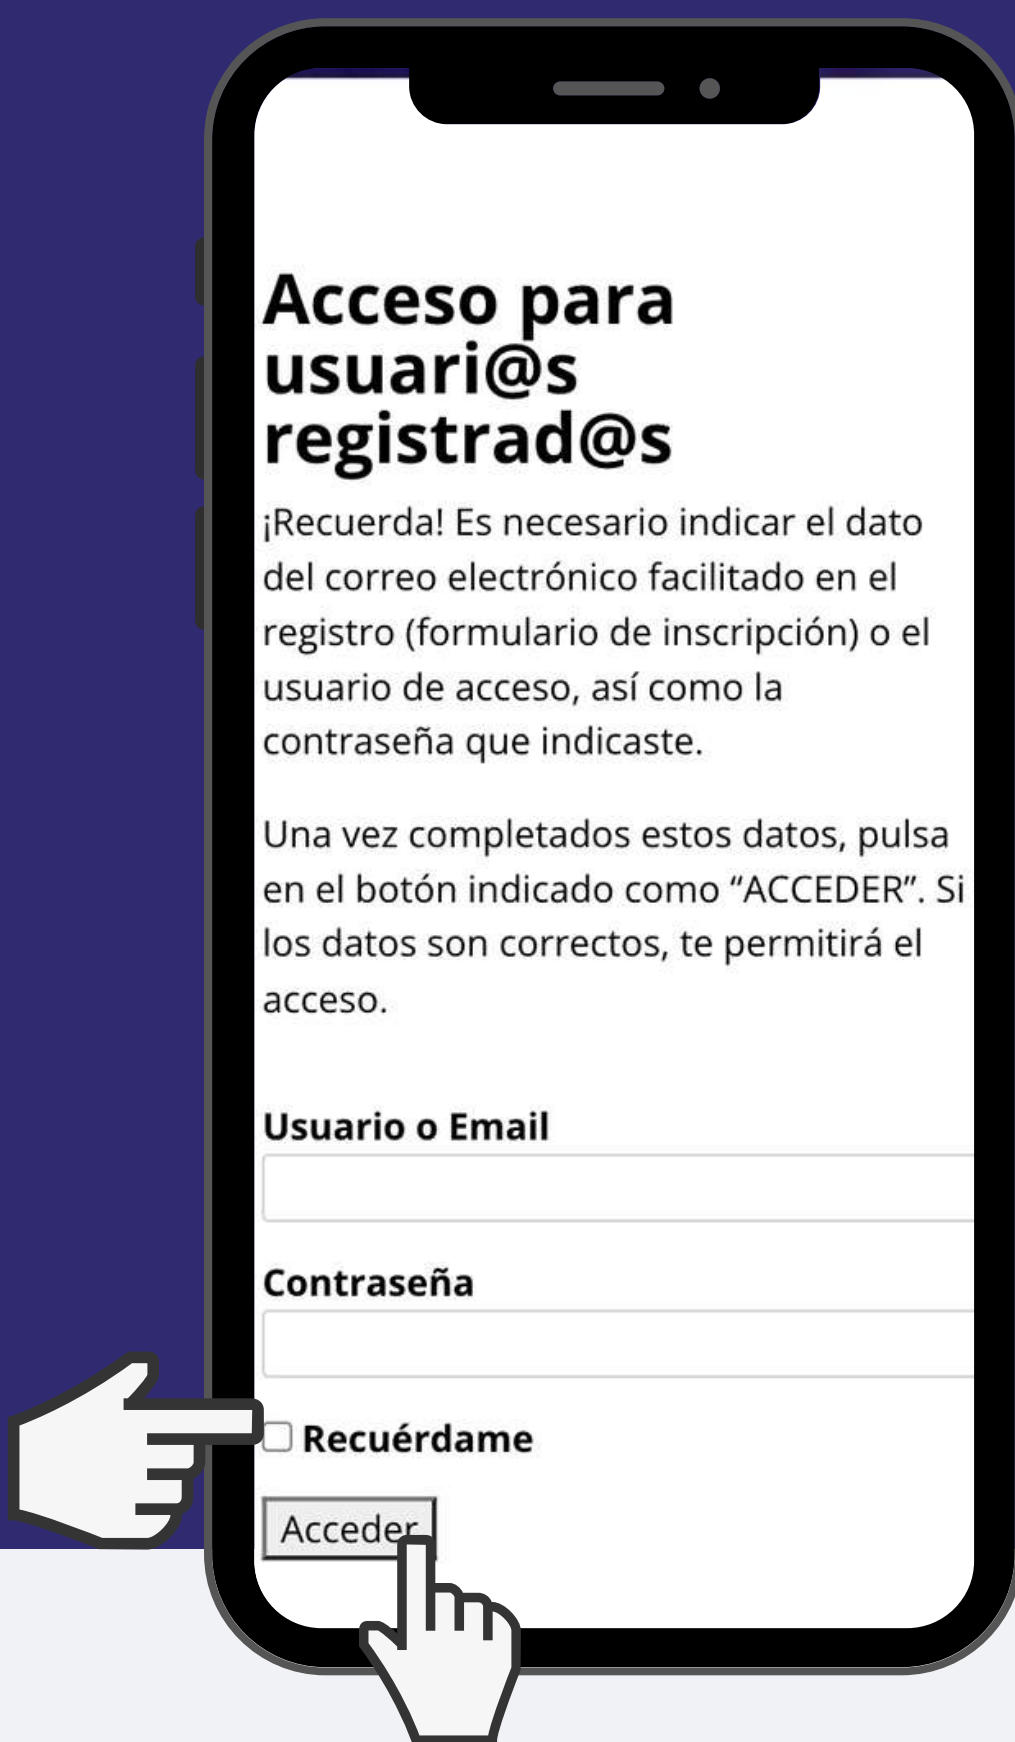 Acceso para
usuari@s
registrad@s
¡Recuerda! Es necesario indicar el dato
del correo electrónico facilitado en el
registro (formulario de inscripción) o el
usuario de acceso, así como la
contraseña que indicaste.
Una vez completados estos datos, pulsa
en el botón indicado como “ACCEDER”. Si
los datos son correctos, te permitirá el
acceso.
Usuario o Email
Contraseña
Recuérdame
Acceder